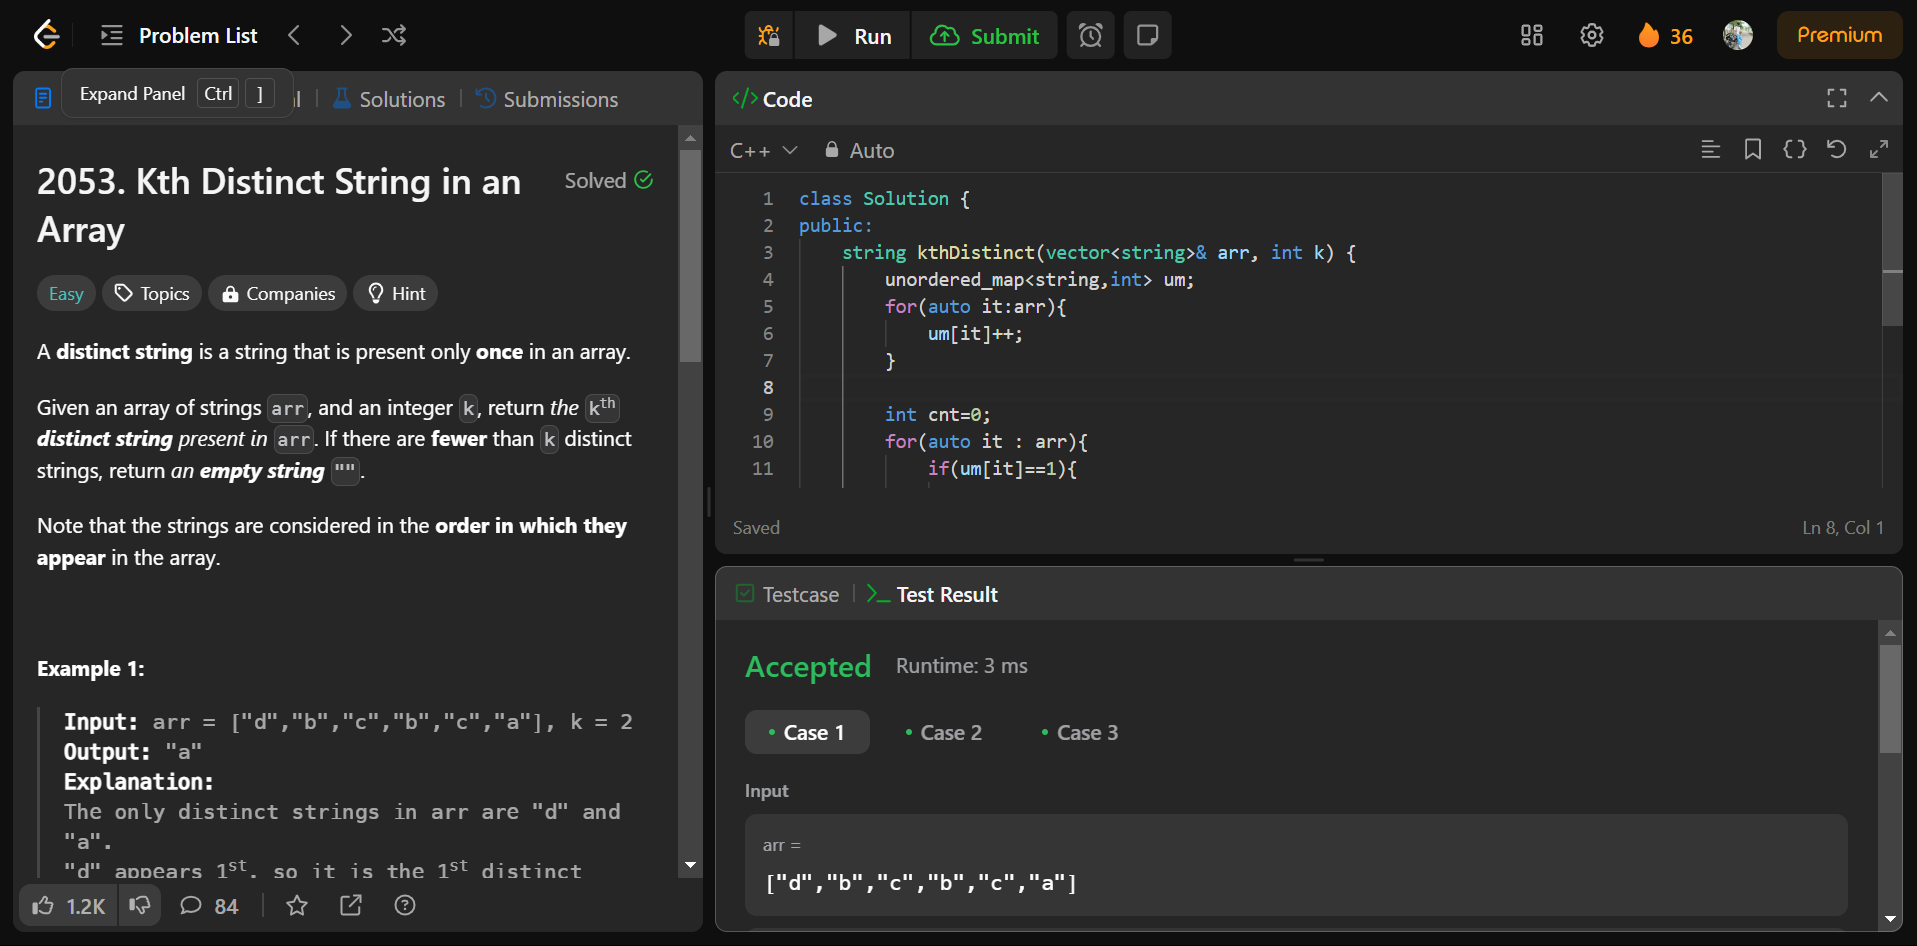 Problem List
Run
Submit
36
Premium
Expand Panel Ctrl ]
Solutions
Submissions
2053. Kth Distinct String in an
Array
Solved
Easy
Topics
Companies
Hint
A distinct string is a string that is present only once in an array.
Given an array of strings arr, and an integer k, return the kth
distinct string present in arr. If there are fewer than k distinct
strings, return an empty string "".
Note that the strings are considered in the order in which they
appear in the array.
Example 1:
Input: arr = ["d","b","c","b","c","a"], k = 2
Output: "a"
Explanation:
The only distinct strings in arr are "d" and
"a".
"d" appears 1st, so it is the 1st distinct
1.2K
84
</> Code
C++
Auto
1 class Solution {
2 public:
3 string kthDistinct(vector<string>& arr, int k) {
4 unordered_map<string,int> um;
5 for(auto it:arr){
6 um[it]++;
7 }
8
9 int cnt=0;
10 for(auto it : arr){
11 if(um[it]==1){
Saved
Ln 8, Col 1
Testcase
Test Result
Accepted
Runtime: 3 ms
Case 1
Case 2
Case 3
Input
arr =
["d","b","c","b","c","a"]